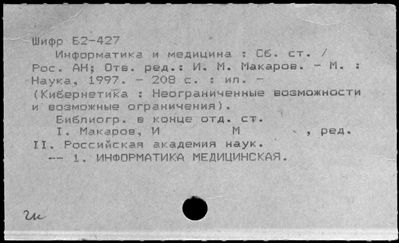 Шифр Б2-427
Информатика и медицина : Сб. ст. /
Рос. АН; Отв. ред.: И. М. Макаров. - М. :
Наука, 1997. - 208 с. : ил. -
(Кибернетика : Неограниченные возможности
и возможные ограничения).
Библиогр. в конце отд. ст.
I. Макаров, И М , ред.
II. Российская академия наук.
-- 1. ИНФОРМАТИКА МЕДИЦИНСКАЯ.